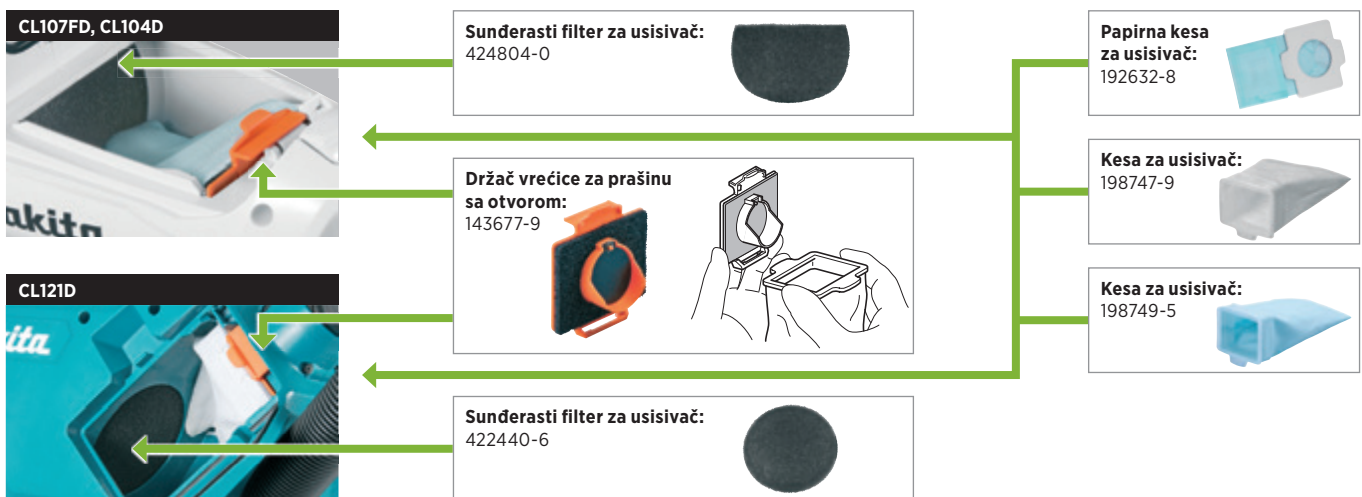 CL107FD, CL104D
akita
Sunđerasti filter za usisivač:
424804-0
Držač vrećice za prašinu
sa otvorom:
143677-9
CL121D
ita
Sunđerasti filter za usisivač:
422440-6
Papirna kesa
za usisivač:
192632-8
Kesa za usisivač:
198747-9
Kesa za usisivač:
198749-5